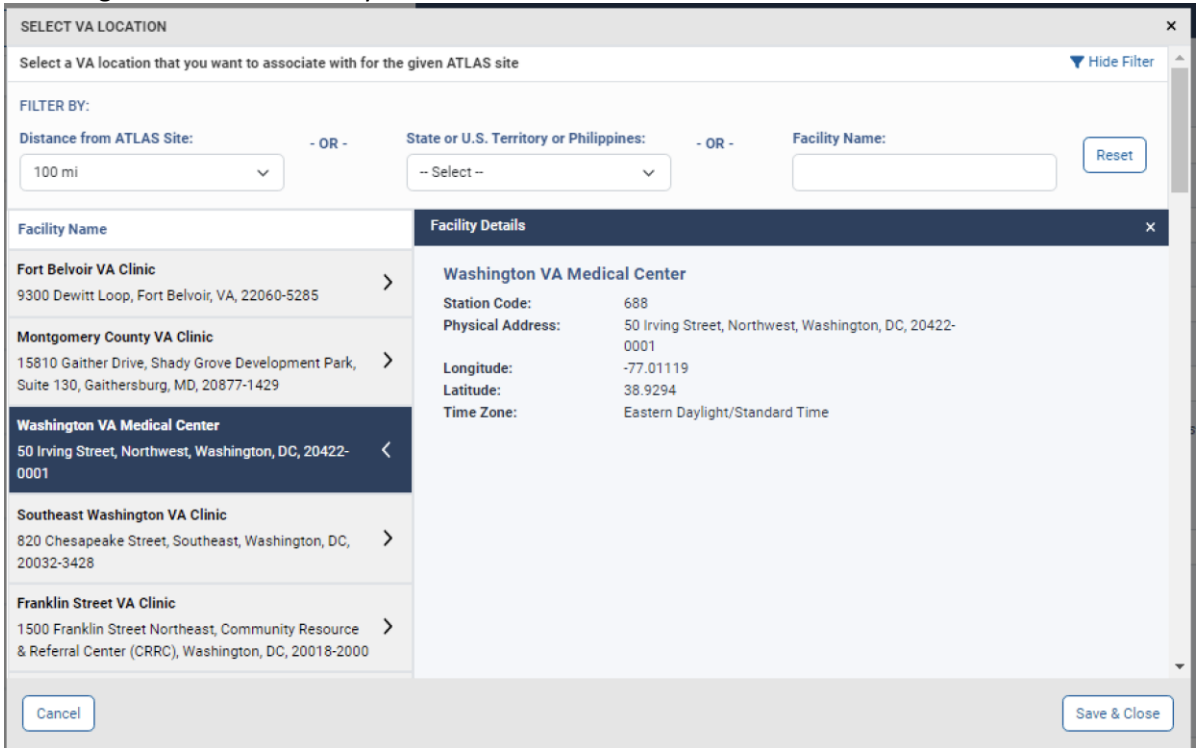 SELECT VA LOCATION
×
Select a VA location that you want to associate with for the given ATLAS site
Hide Filter
FILTER BY:
Distance from ATLAS Site:
- OR -
State or U.S. Territory or Philippines:
- OR -
Facility Name:
100 mi
-- Select --
Reset
Facility Name
Fort Belvoir VA Clinic
9300 Dewitt Loop, Fort Belvoir, VA, 22060-5285
Montgomery County VA Clinic
15810 Gaither Drive, Shady Grove Development Park,
Suite 130, Gaithersburg, MD, 20877-1429
Washington VA Medical Center
50 Irving Street, Northwest, Washington, DC, 20422-
0001
Southeast Washington VA Clinic
820 Chesapeake Street, Southeast, Washington, DC,
20032-3428
Franklin Street VA Clinic
1500 Franklin Street Northeast, Community Resource
& Referral Center (CRRC), Washington, DC, 20018-2000
Facility Details
×
Washington VA Medical Center
Station Code: 688
Physical Address: 50 Irving Street, Northwest, Washington, DC, 20422-
0001
Longitude: -77.01119
Latitude: 38.9294
Time Zone: Eastern Daylight/Standard Time
Cancel
Save & Close